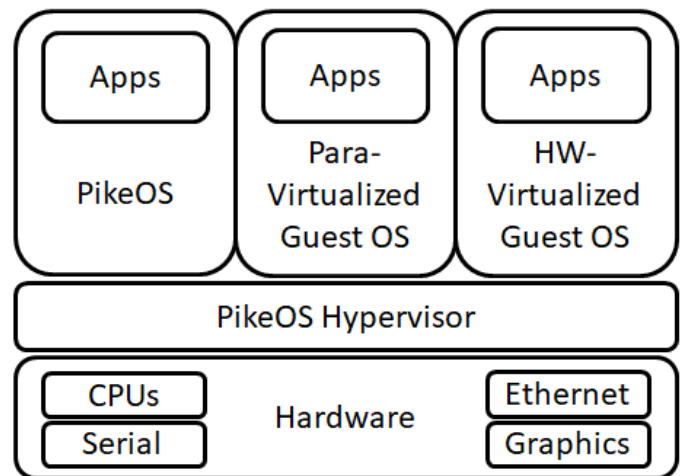 Apps
PikeOS
Apps
Para-
Virtualized
Guest OS
Apps
HW-
Virtualized
Guest OS
PikeOS Hypervisor
CPUs
Serial
Hardware
Ethernet
Graphics